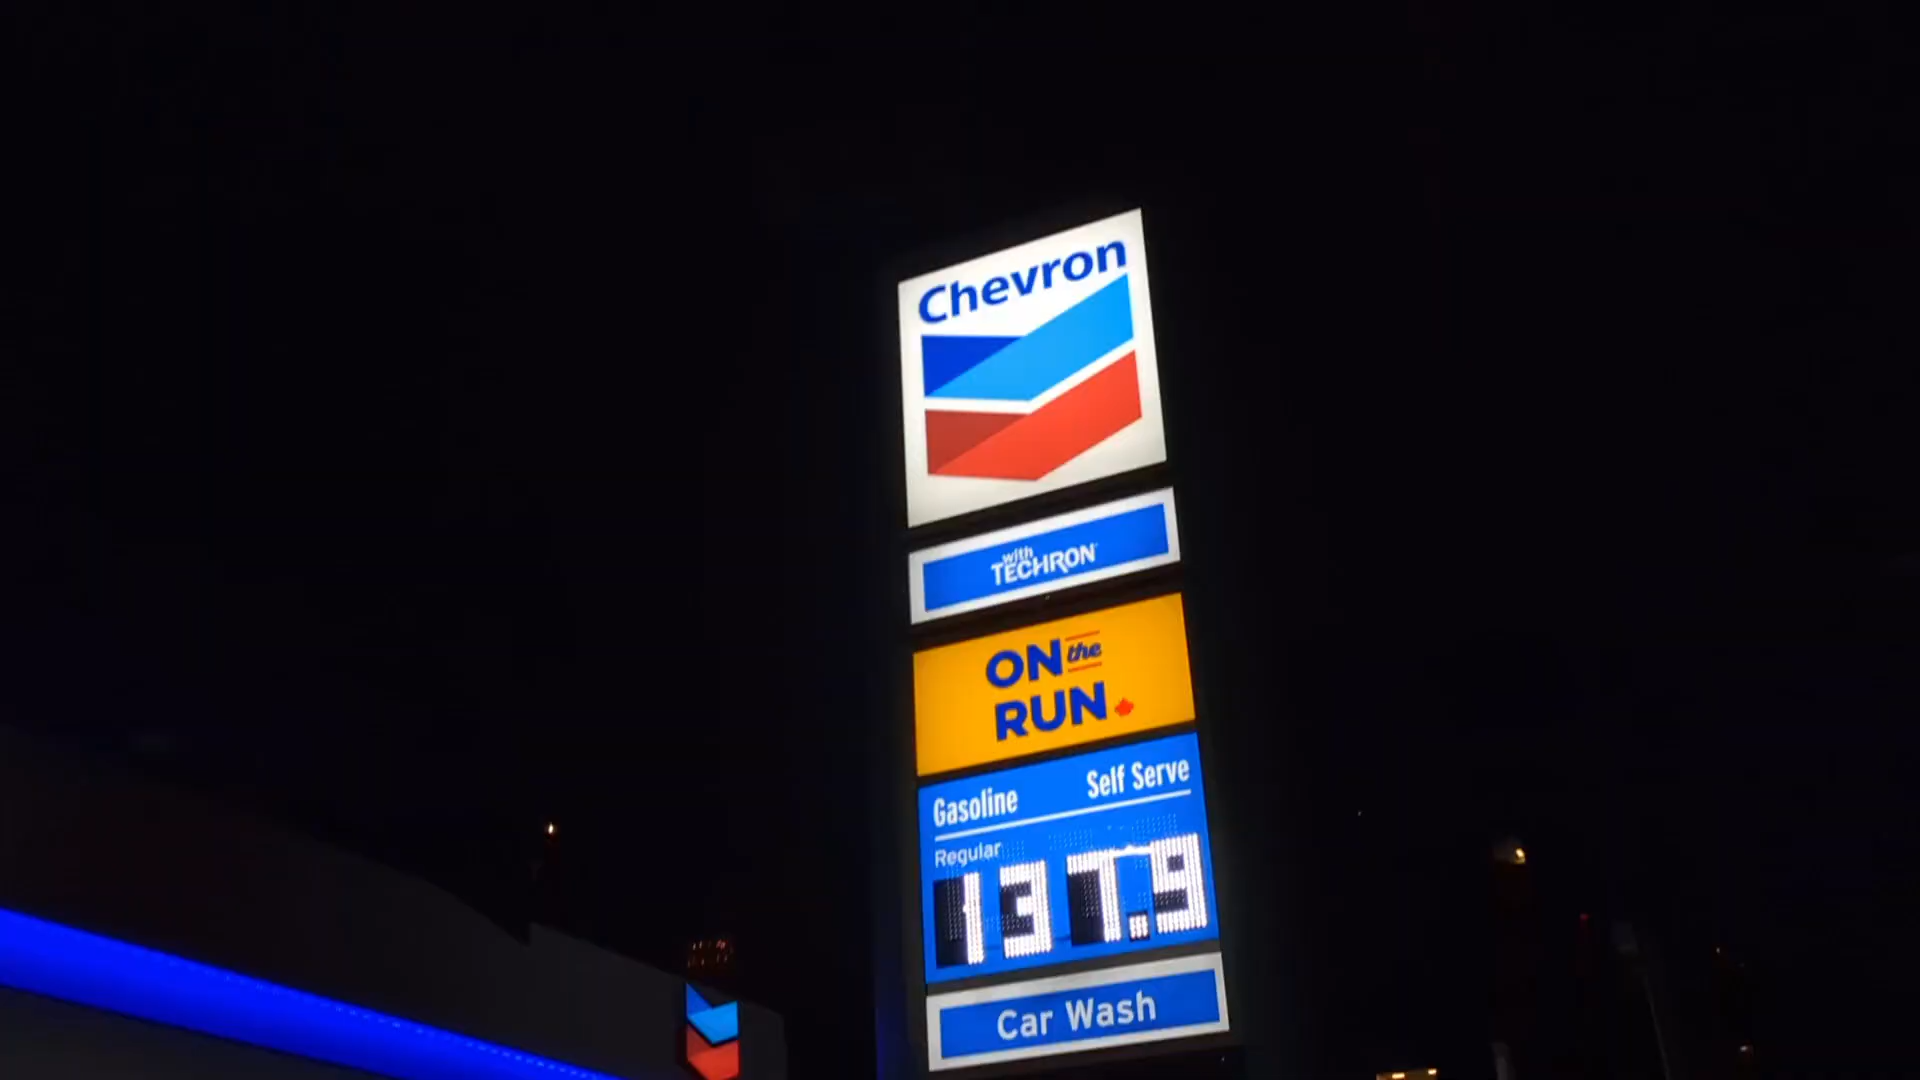 Chevron
with
TECHRON
ON the
RUN
Gasoline Self Serve
Regular
137.9
Car Wash